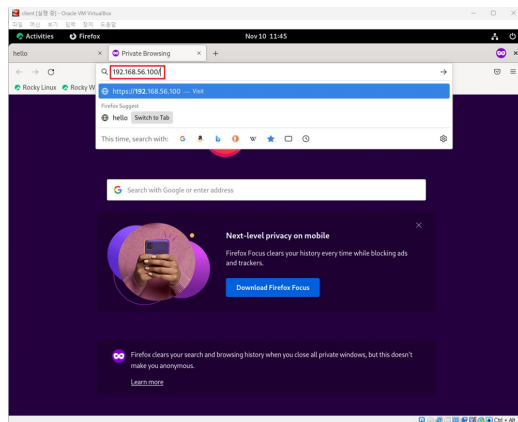 client [실행 중] - Oracle VM VirtualBox
파일 머신 보기 입력 장치 도움말
Activities Firefox Nov 10 11:45
hello × Private Browsing × +
192.168.56.100/
Rocky Linux Rocky W
https://192.168.56.100 — Visit
Firefox Suggest
hello Switch to Tab
This time, search with:
Search with Google or enter address
Next-level privacy on mobile
Firefox Focus clears your history every time while blocking ads
and trackers.
Download Firefox Focus
Firefox clears your search and browsing history when you close all private windows, but this doesn't
make you anonymous.
Learn more
Ctrl + Alt